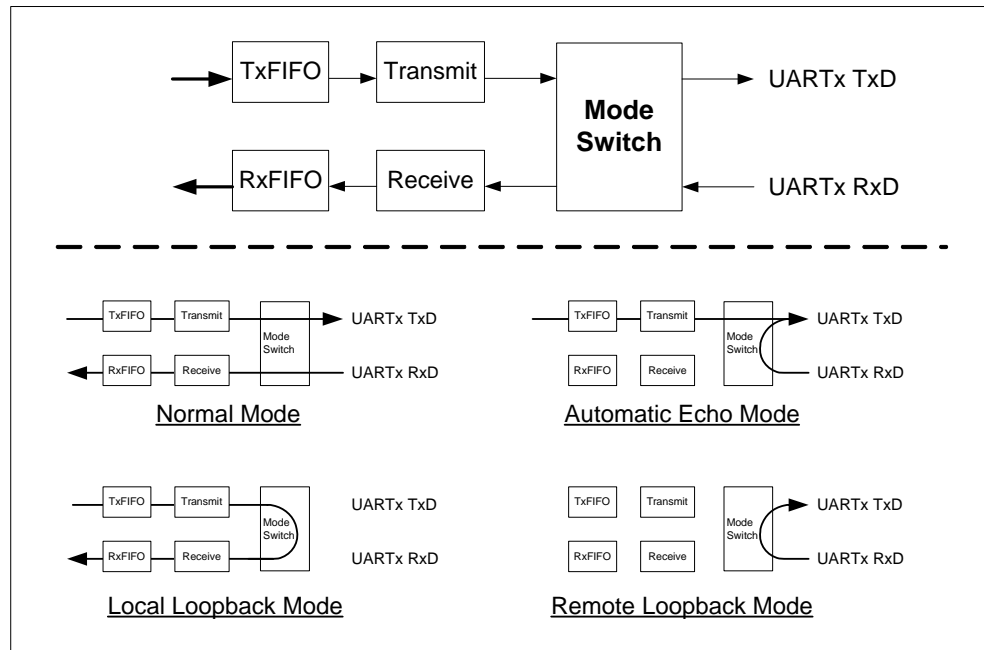 TxFIFO Transmit UARTx TxD
Mode
Switch
RxFIFO Receive UARTx RxD
TxFIFO Transmit UARTx TxD
Mode
Switch
RxFIFO Receive UARTx RxD
Normal Mode
TxFIFO Transmit UARTx TxD
Mode
Switch
RxFIFO Receive UARTx RxD
Automatic Echo Mode
TxFIFO Transmit UARTx TxD
Mode
Switch
RxFIFO Receive UARTx RxD
Local Loopback Mode
TxFIFO Transmit UARTx TxD
Mode
Switch
RxFIFO Receive UARTx RxD
Remote Loopback Mode